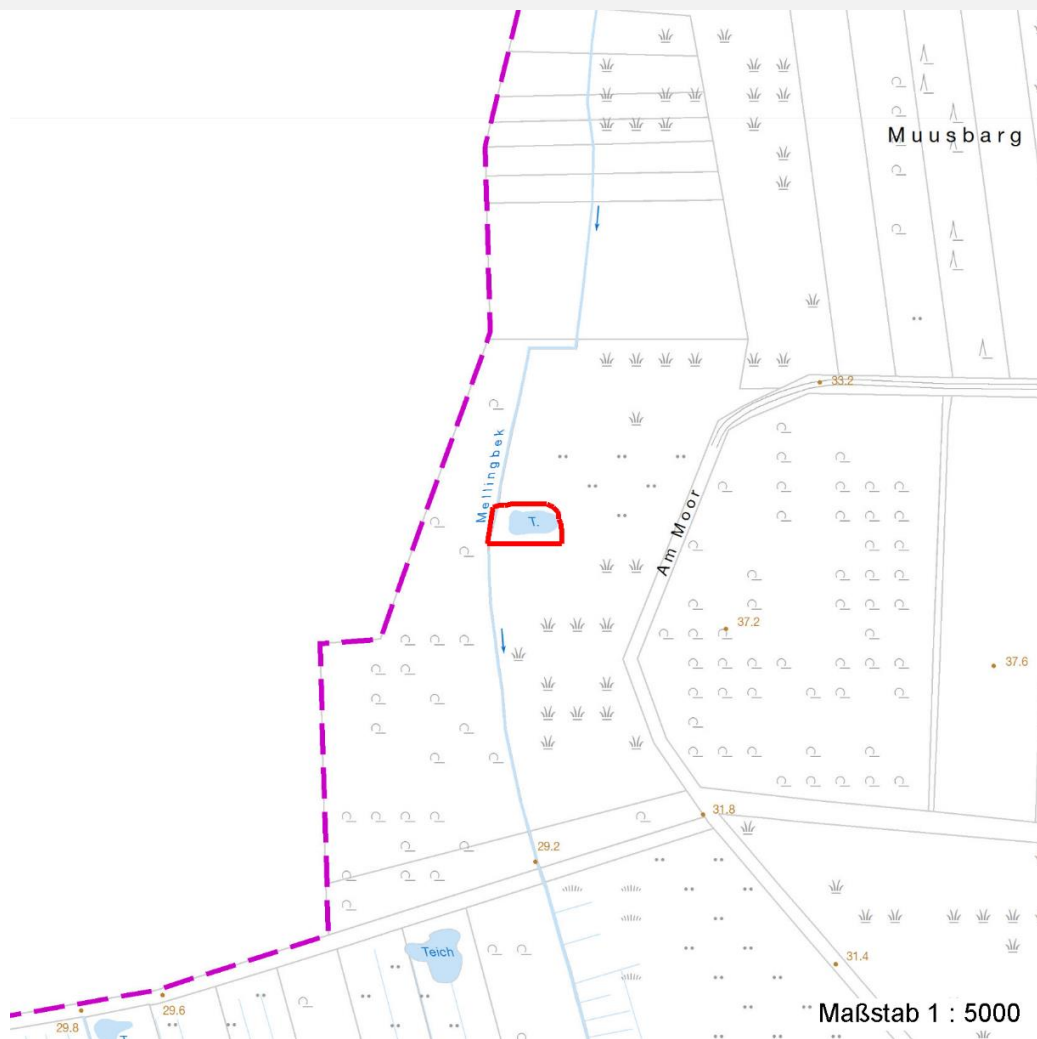 Muusbarg
33.2
Mellingbek
Am Moor
T.
37.2
37.6
31.8
29.2
Teich
31.4
29.6
29.8
T.
Maßstab 1 : 5000